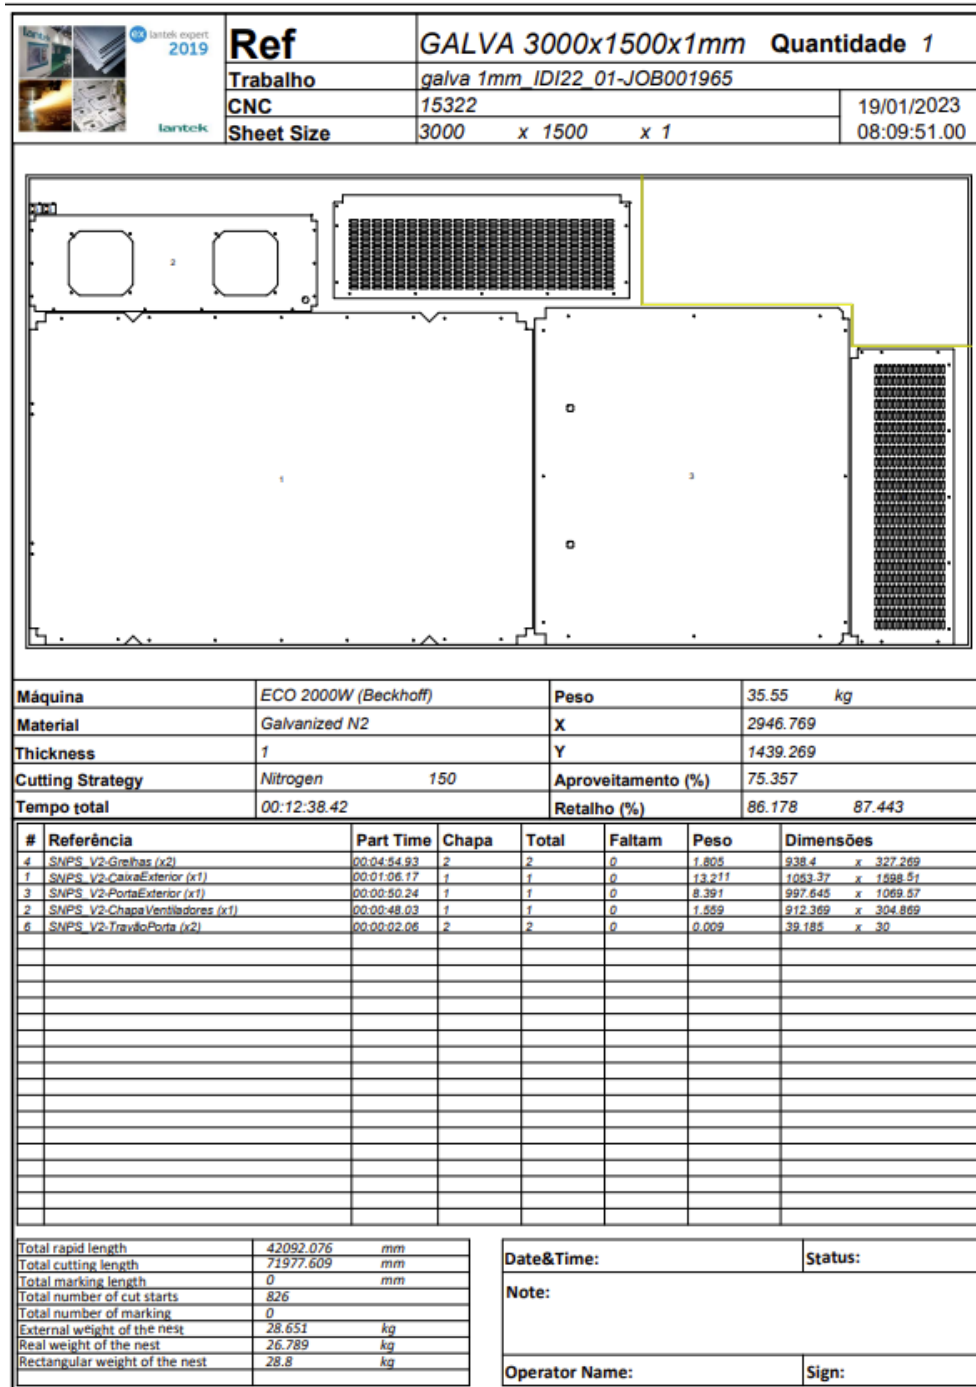 lantek expert
2019
lantek
Ref GALVA 3000x1500x1mm Quantidade 1
Trabalho galva 1mm_IDI22_01-JOB001965
CNC 15322 19/01/2023
Sheet Size 3000 x 1500 x 1 08:09:51.00
2
1
3
Máquina ECO 2000W (Beckhoff) Peso 35.55 kg
Material Galvanized N2 X 2946.769
Thickness 1 Y 1439.269
Cutting Strategy Nitrogen 150 Aproveitamento (%) 75.357
Tempo total 00:12:38.42 Retalho (%) 86.178 87.443
# Referência Part Time Chapa Total Faltam Peso Dimensões
4 SNPS_V2-Grelhas (x2) 00:04:54.93 2 2 0 1.805 938.4 x 327.269
1 SNPS_V2-CaixaExterior (x1) 00:01:06.17 1 1 0 13.211 1053.37 x 1598.51
3 SNPS_V2-PortaExterior (x1) 00:00:50.24 1 1 0 8.391 997.645 x 1069.57
2 SNPS_V2-ChapaVentiladores (x1) 00:00:48.03 1 1 0 1.559 912.369 x 304.869
6 SNPS_V2-TravãoPorta (x2) 00:00:02.06 2 2 0 0.009 39.185 x 30
Total rapid length 42092.076 mm
Total cutting length 71977.609 mm
Total marking length 0 mm
Total number of cut starts 826
Total number of marking 0
External weight of the nest 28.651 kg
Real weight of the nest 26.789 kg
Rectangular weight of the nest 28.8 kg
Date&Time: Status:
Note:
Operator Name: Sign: